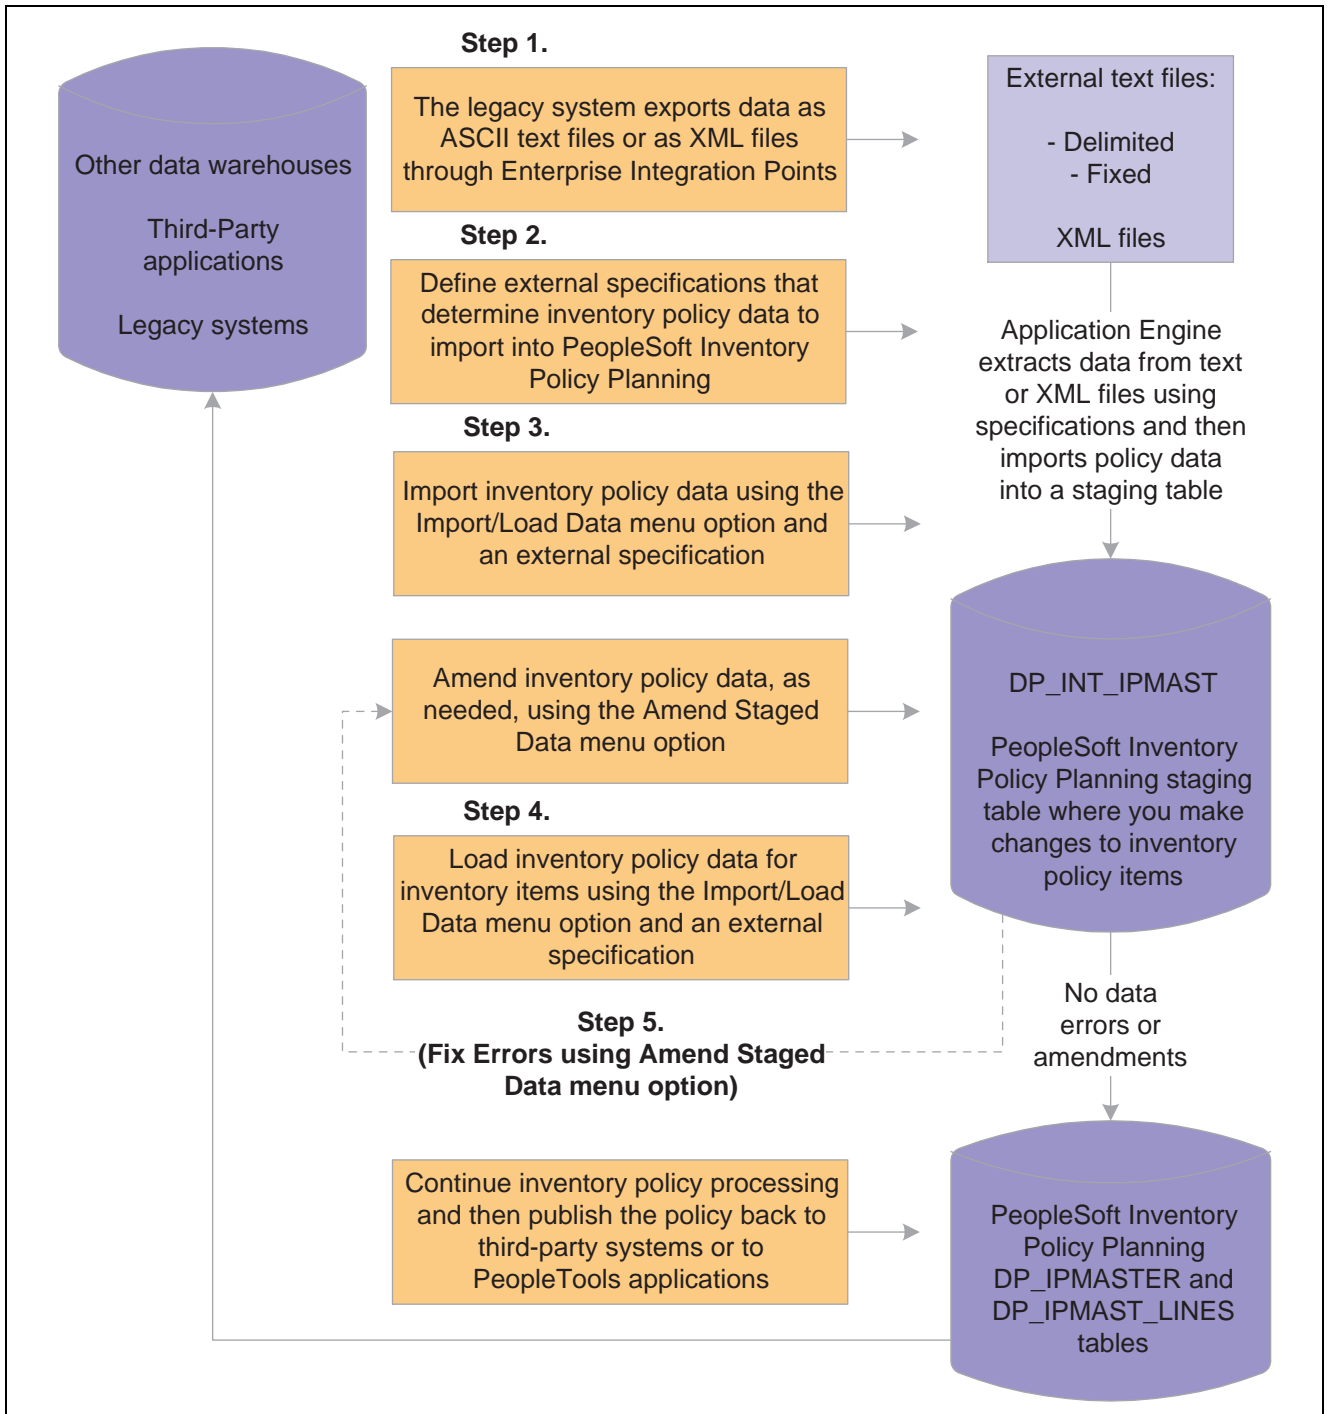 Other data warehouses
Third-Party
applications
Legacy systems
Step 1.
The legacy system exports data as
ASCII text files or as XML files
through Enterprise Integration Points
External text files:
- Delimited
- Fixed
XML files
Step 2.
Define external specifications that
determine inventory policy data to
import into PeopleSoft Inventory
Policy Planning
Application Engine
extracts data from text
or XML files using
specifications and then
imports policy data
into a staging table
Step 3.
Import inventory policy data using the
Import/Load Data menu option and
an external specification
Amend inventory policy data, as
needed, using the Amend Staged
Data menu option
DP_INT_IPMAST
PeopleSoft Inventory
Policy Planning staging
table where you make
changes to inventory
policy items
Step 4.
Load inventory policy data for
inventory items using the Import/Load
Data menu option and an external
specification
Step 5.
(Fix Errors using Amend Staged
Data menu option)
No data
errors or
amendments
Continue inventory policy processing
and then publish the policy back to
third-party systems or to
PeopleTools applications
PeopleSoft Inventory
Policy Planning
DP_IPMASTER and
DP_IPMAST_LINES
tables